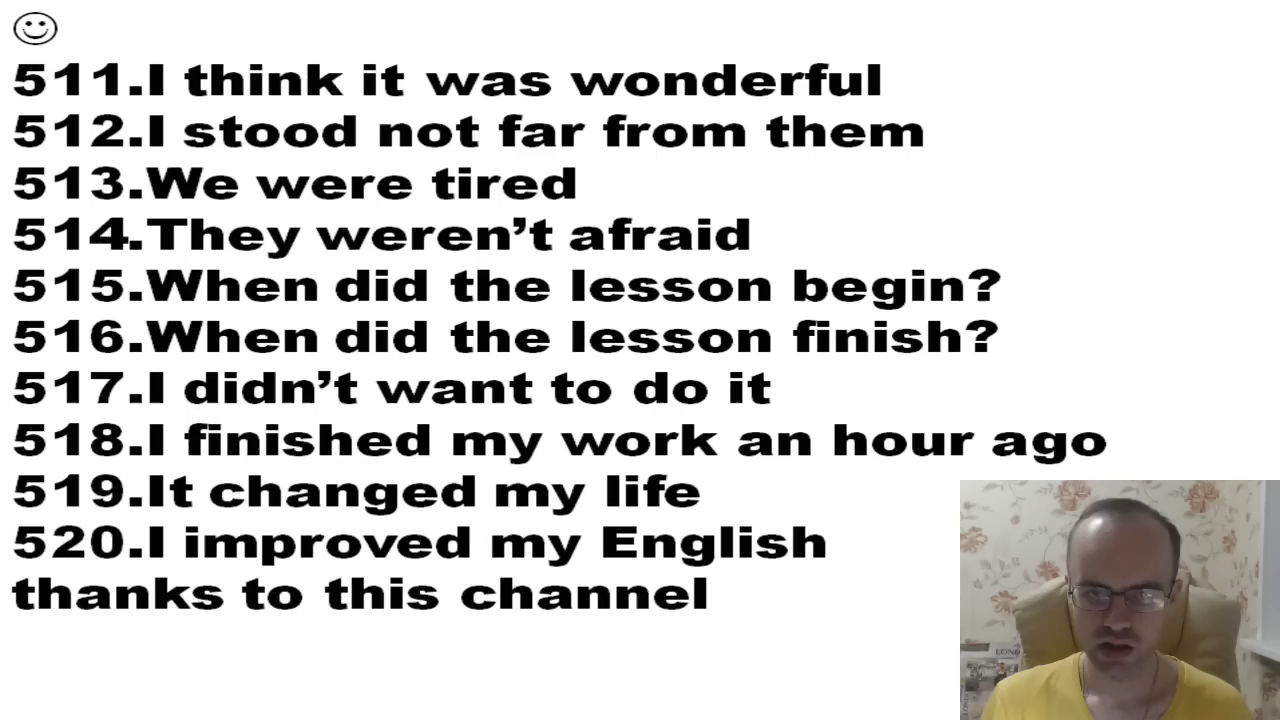 511.I think it was wonderful
512.I stood not far from them
513.We were tired
514.They weren’t afraid
515.When did the lesson begin?
516.When did the lesson finish?
517.I didn’t want to do it
518.I finished my work an hour ago
519.It changed my life
520.I improved my English
thanks to this channel
LOND